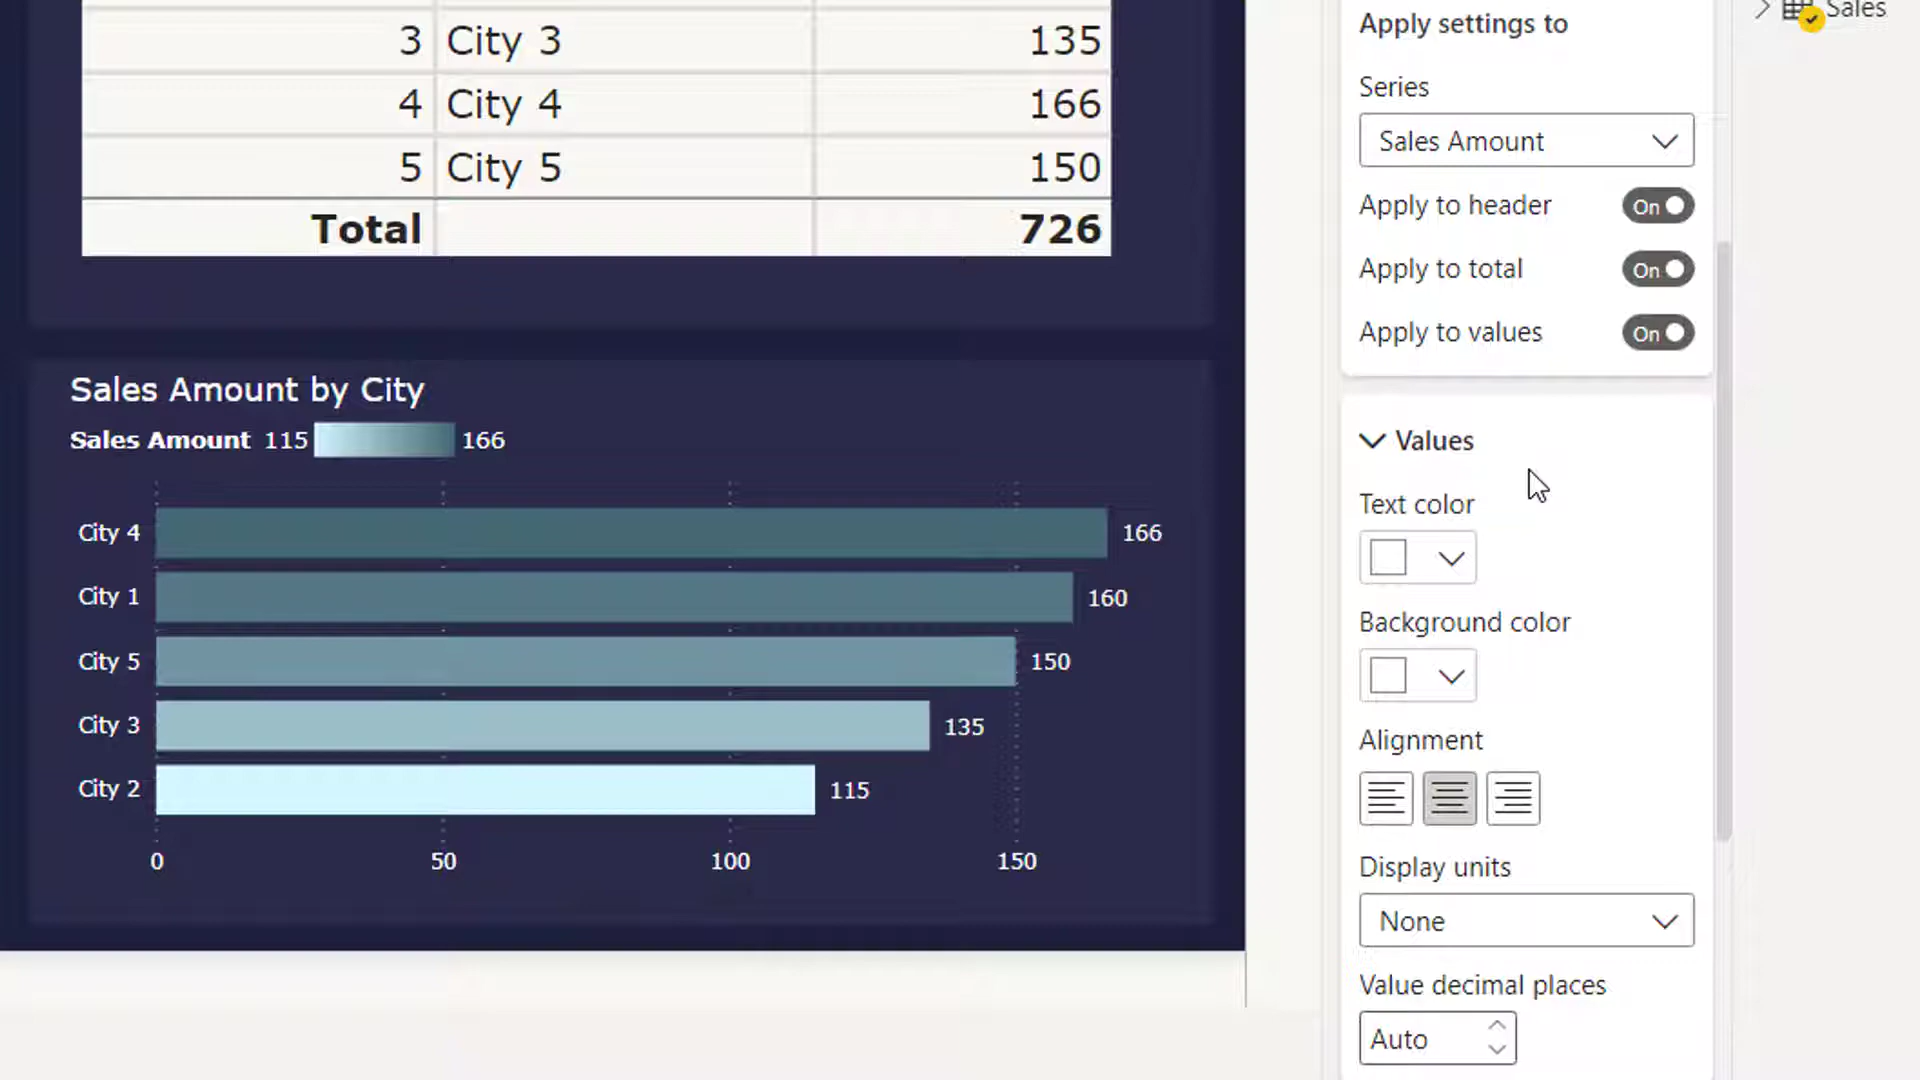 3 City 3 135
4 City 4 166
5 City 5 150
Total 726
Sales Amount by City
Sales Amount 115 166
City 4 166
City 1 160
City 5 150
City 3 135
City 2 115
0 50 100 150
Apply settings to
Series
Sales Amount
Apply to header On
Apply to total On
Apply to values On
Values
Text color
Background color
Alignment
Display units
None
Value decimal places
Auto
Sales